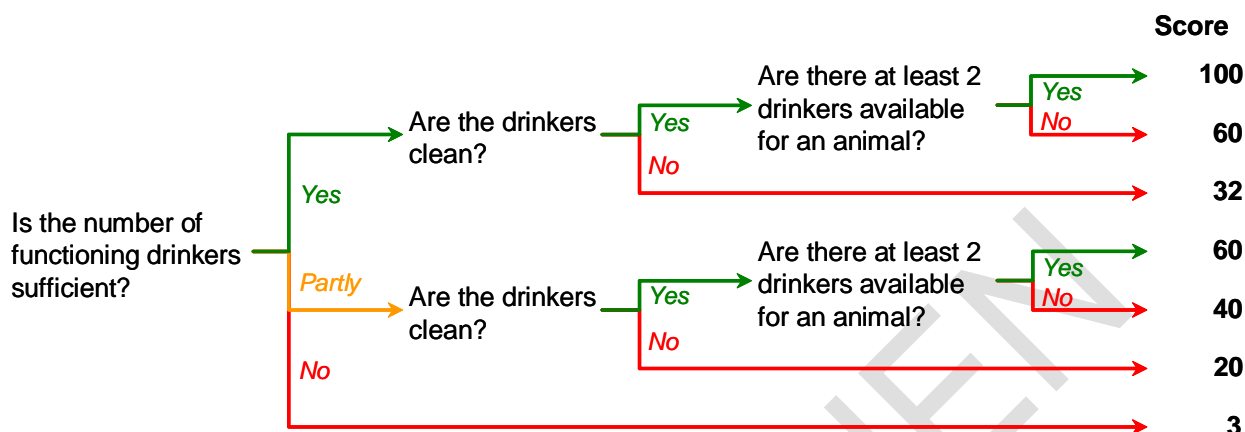 Score
Is the number of
functioning drinkers
sufficient?
Yes
Partly
No
Are the drinkers
clean?
Yes
No
Are there at least 2
drinkers available
for an animal?
Yes
No
100
60
32
Are the drinkers
clean?
Yes
No
Are there at least 2
drinkers available
for an animal?
Yes
No
60
40
20
3